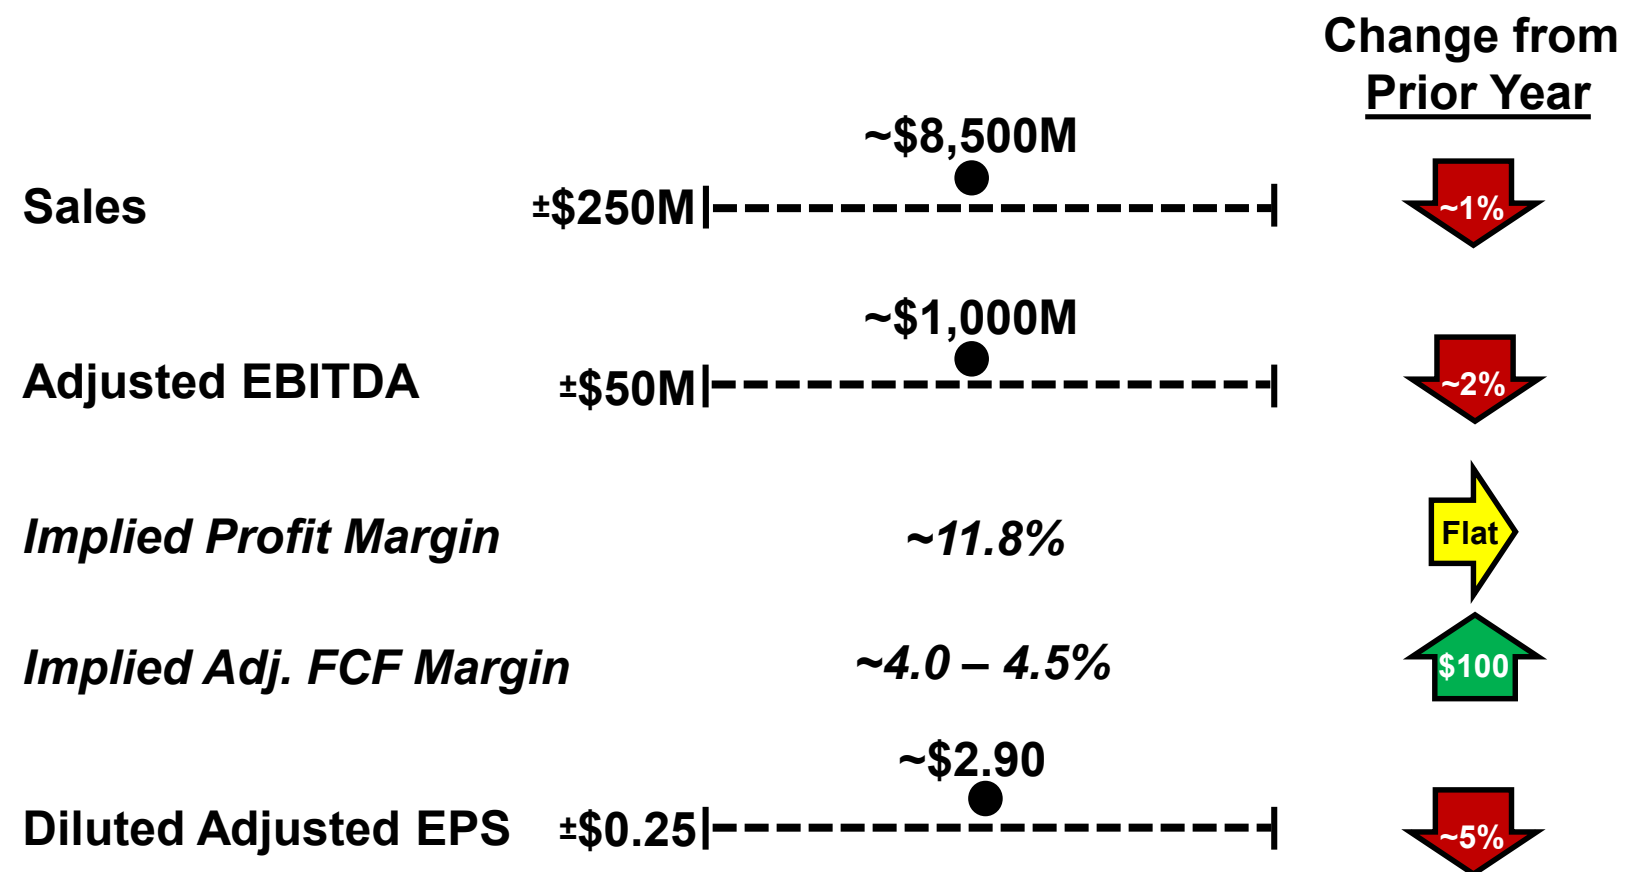 Change from
Prior Year
~$8,500M
Sales
±$250M
~1%
~$1,000M
Adjusted EBITDA
±$50M
~2%
Implied Profit Margin
~11.8%
Flat
Implied Adj. FCF Margin
~4.0 – 4.5%
$100
~$2.90
Diluted Adjusted EPS
±$0.25
~5%